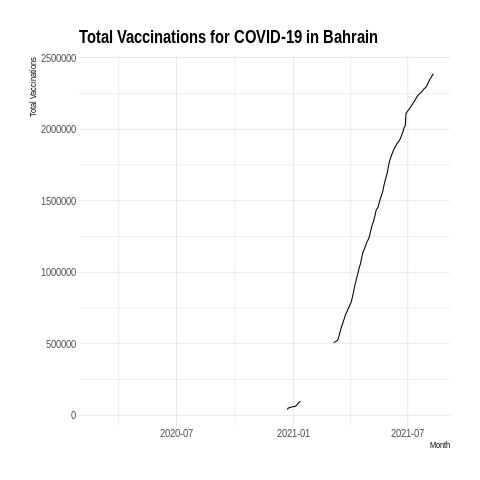 Total Vaccinations for COVID-19 in Bahrain
Total Vaccinations
2500000
2000000
1500000
1000000
500000
0
2020-07 2021-01 2021-07
Month